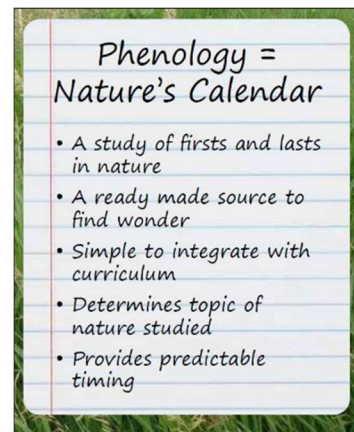 Phenology =
Nature's Calendar
• A study of firsts and lasts
in nature
• A ready made source to
find wonder
• Simple to integrate with
curriculum
• Determines topic of
nature studied
• Provides predictable
timing